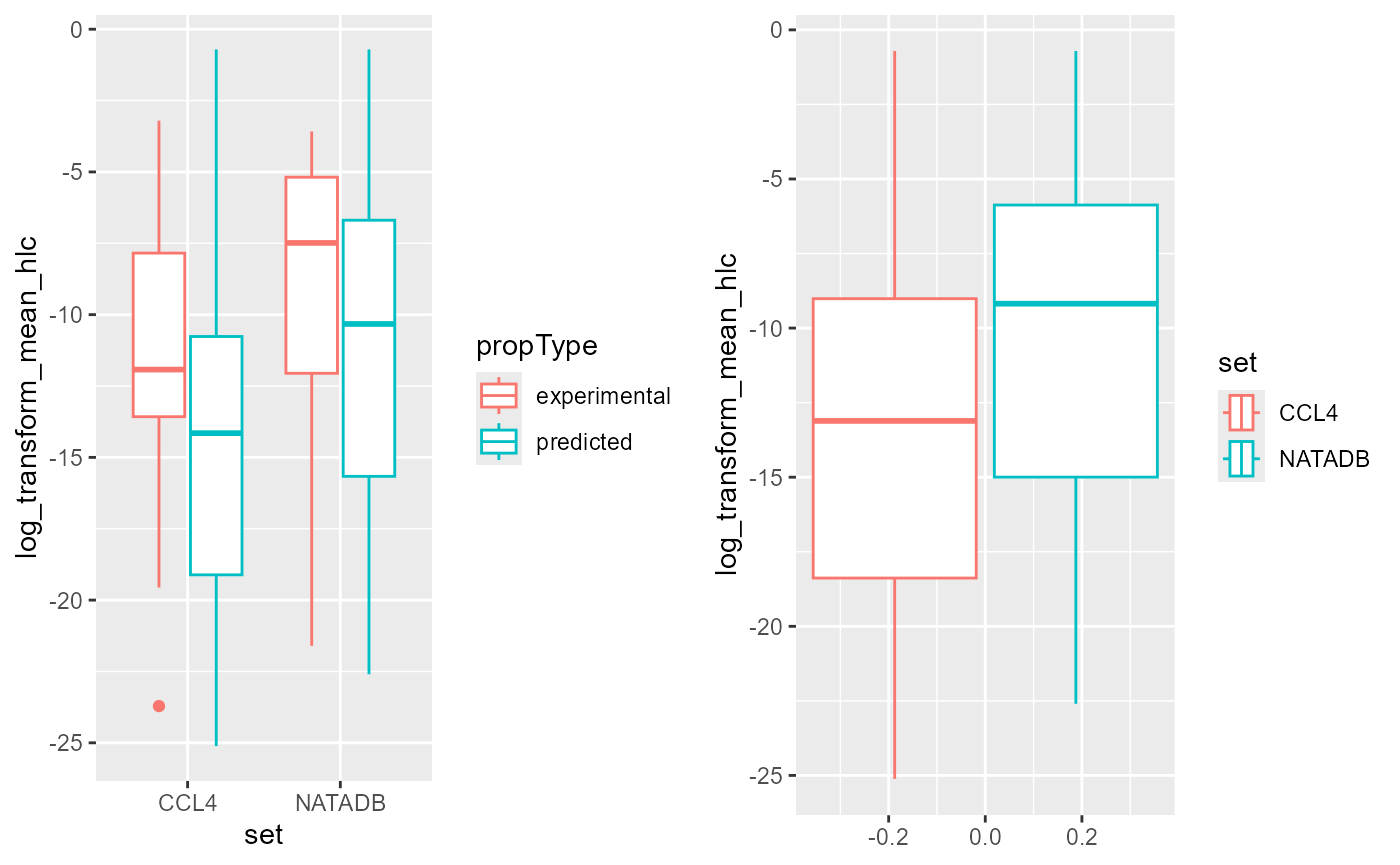 log_transform_mean_hlc
0
-5
-10
-15
-20
-25
CCL4
NATADB
set
propType
experimental
predicted
log_transform_mean_hlc
0
-5
-10
-15
-20
-25
-0.2
0.0
0.2
set
CCL4
NATADB